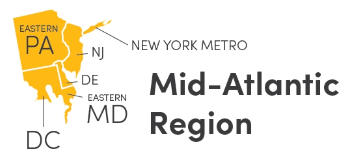 EASTERN
PA
NEW YORK METRO
NJ
DE
EASTERN
MD
DC
Mid-Atlantic
Region